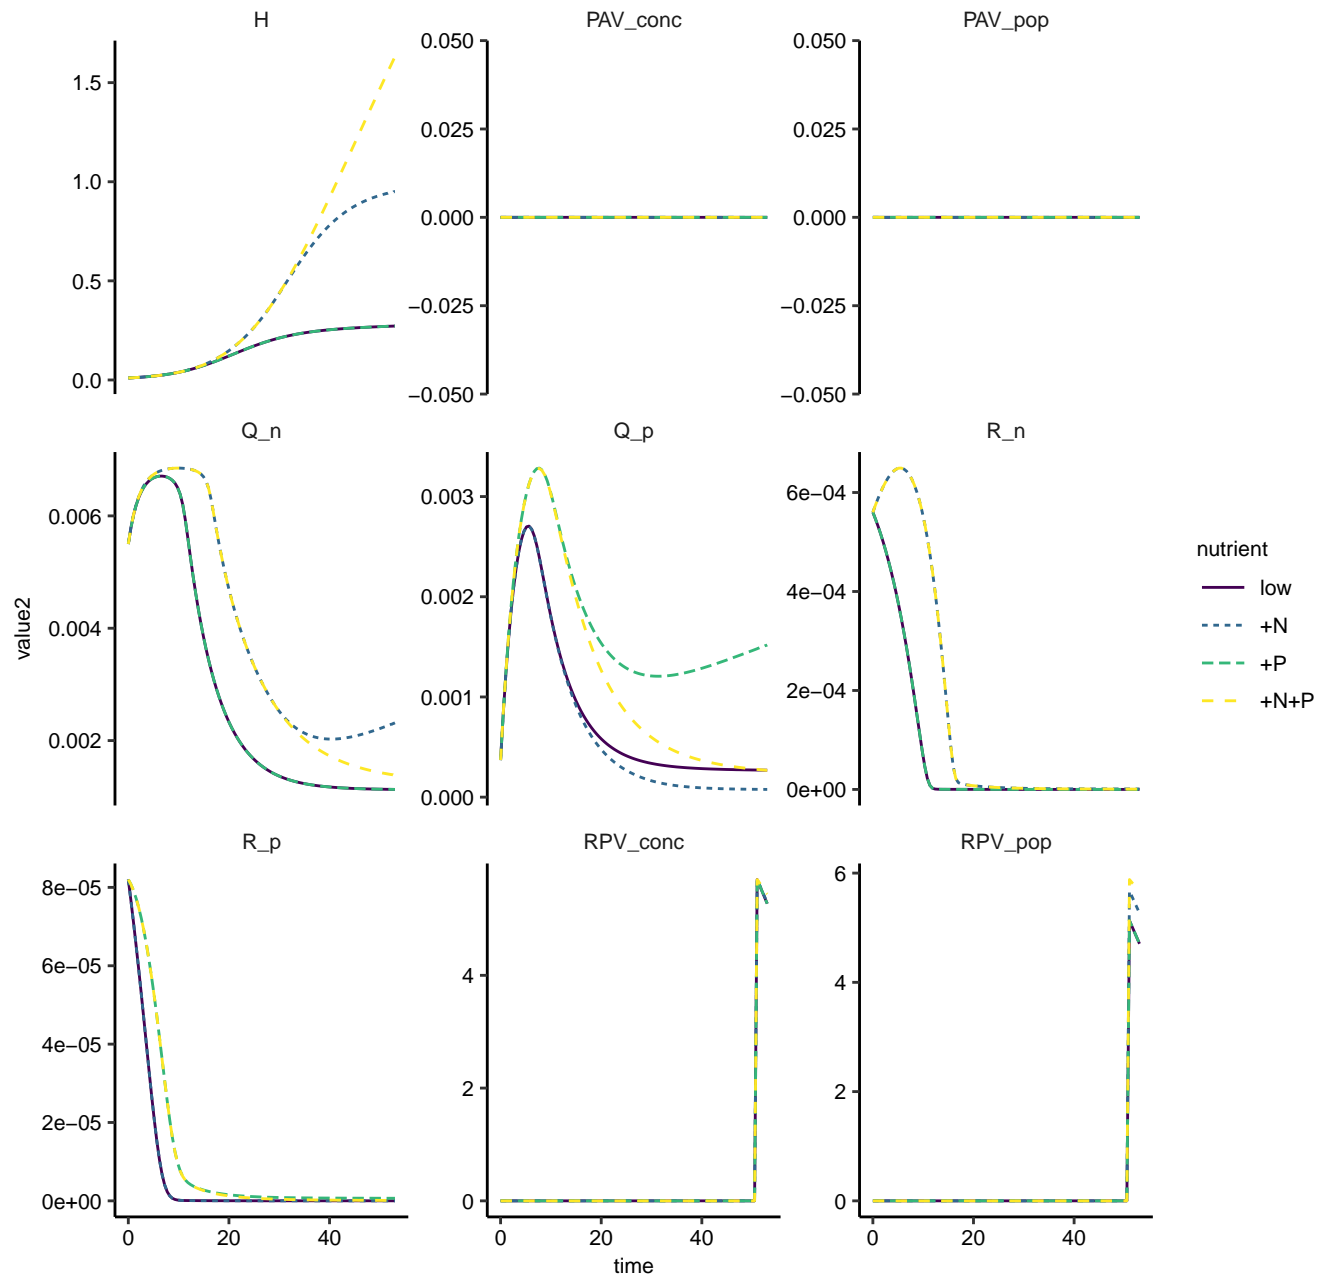 H
PAV_conc
PAV_pop
1.5
1.0
0.5
0.0
0.050
0.025
0.000
−0.025
−0.050
0.050
0.025
0.000
−0.025
−0.050
Q_n
Q_p
R_n
0.006
0.004
0.002
0.003
0.002
0.001
0.000
6e−04
4e−04
2e−04
0e+00
value2
R_p
RPV_conc
RPV_pop
8e−05
6e−05
4e−05
2e−05
0e+00
4
2
0
6
4
2
0
0 20 40
0 20 40
0 20 40
time
nutrient
low
+N
+P
+N+P